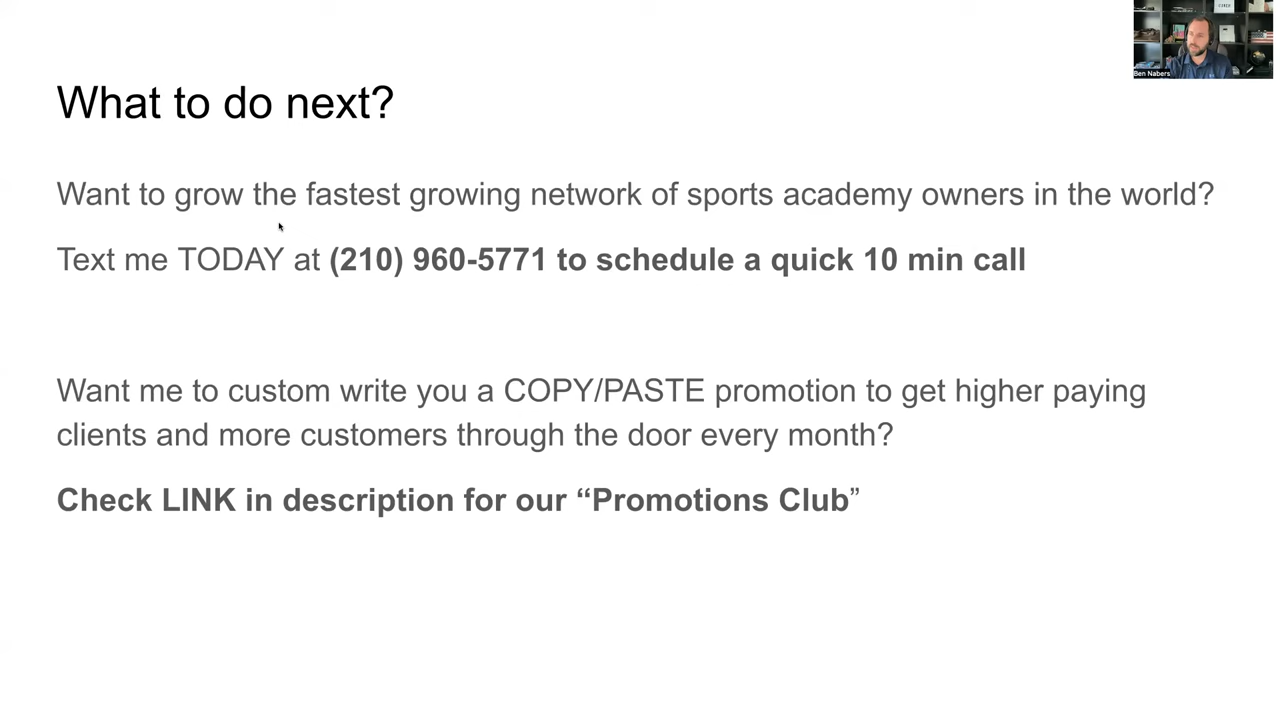 Ben Nabers
What to do next?
Want to grow the fastest growing network of sports academy owners in the world?
Text me TODAY at (210) 960-5771 to schedule a quick 10 min call
Want me to custom write you a COPY/PASTE promotion to get higher paying
clients and more customers through the door every month?
Check LINK in description for our “Promotions Club”